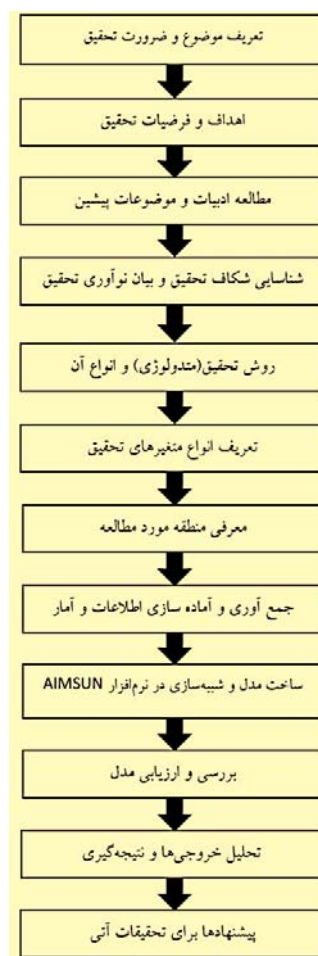 تعریف موضوع و ضرورت تحقیق
اهداف و فرضیات تحقیق
مطالعه ادبیات و موضوعات پیشین
شناسایی شکاف تحقیق و بیان نوآوری تحقیق
روش تحقیق(متدولوژی) و انواع آن
تعریف انواع متغیرهای تحقیق
معرفی منطقه مورد مطالعه
جمع آوری و آماده سازی اطلاعات و آمار
ساخت مدل و شبیه‌سازی در نرم‌افزار AIMSUN
بررسی و ارزیابی مدل
تحلیل خروجی‌ها و نتیجه‌گیری
پیشنهادها برای تحقیقات آتی